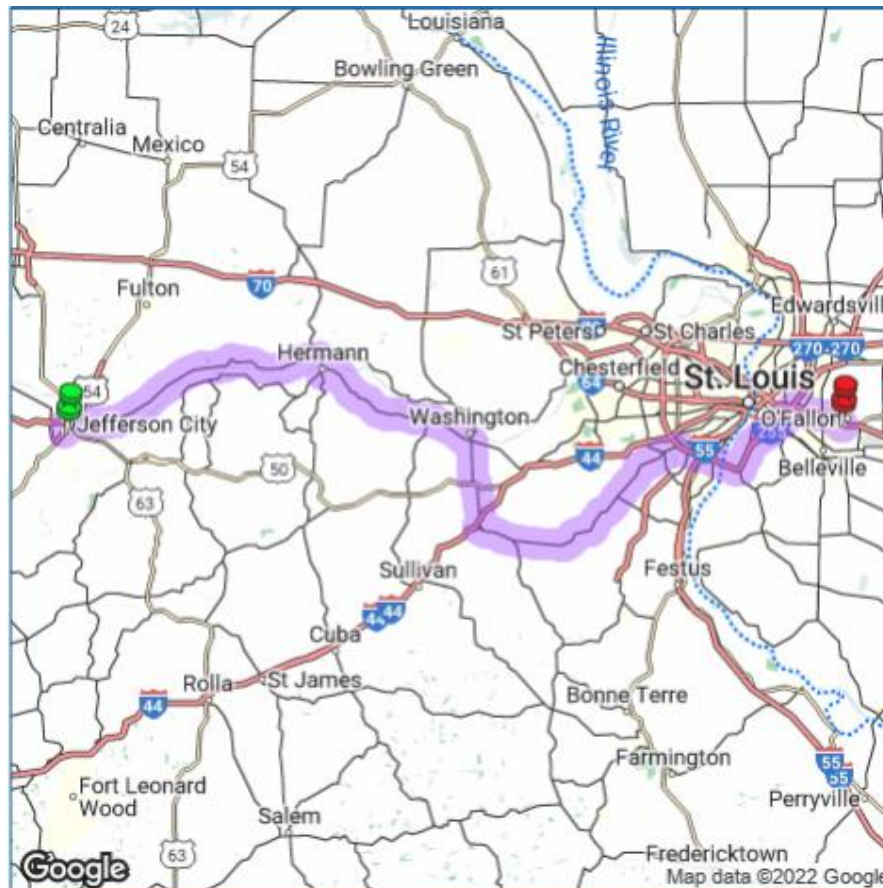 Louisiana
24
Bowling Green
Illinois River
Centralia
Mexico
54
61
70
Fulton
Edwardsvill
St Peters
St Charles
270
270
Hermann
Chesterfield
64
St. Louis
54
Jefferson City
Washington
O'Fallon
55
44
Belleville
50
63
Sullivan
Festus
44
Cuba
Rolla
St James
44
Bonne Terre
Farmington
55
55
Fort Leonard
Wood
Perryville
Salem
63
Fredericktown
Google
Map data ©2022 Google